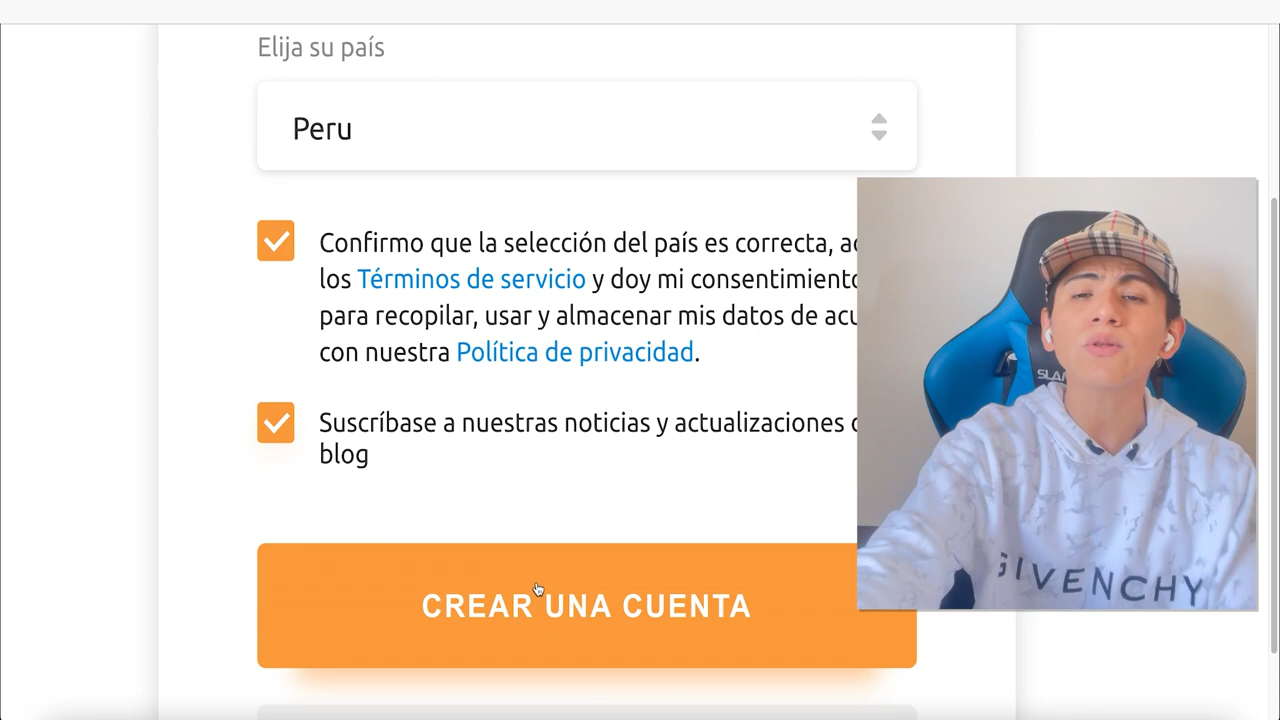 Elija su país
Peru
Confirmo que la selección del país es correcta,
los Términos de servicio y doy mi consentimiento
para recopilar, usar y almacenar mis datos de
con nuestra Política de privacidad.
Suscríbase a nuestras noticias y actualizaciones
blog
CREAR UNA CUENTA
GIVENCHY